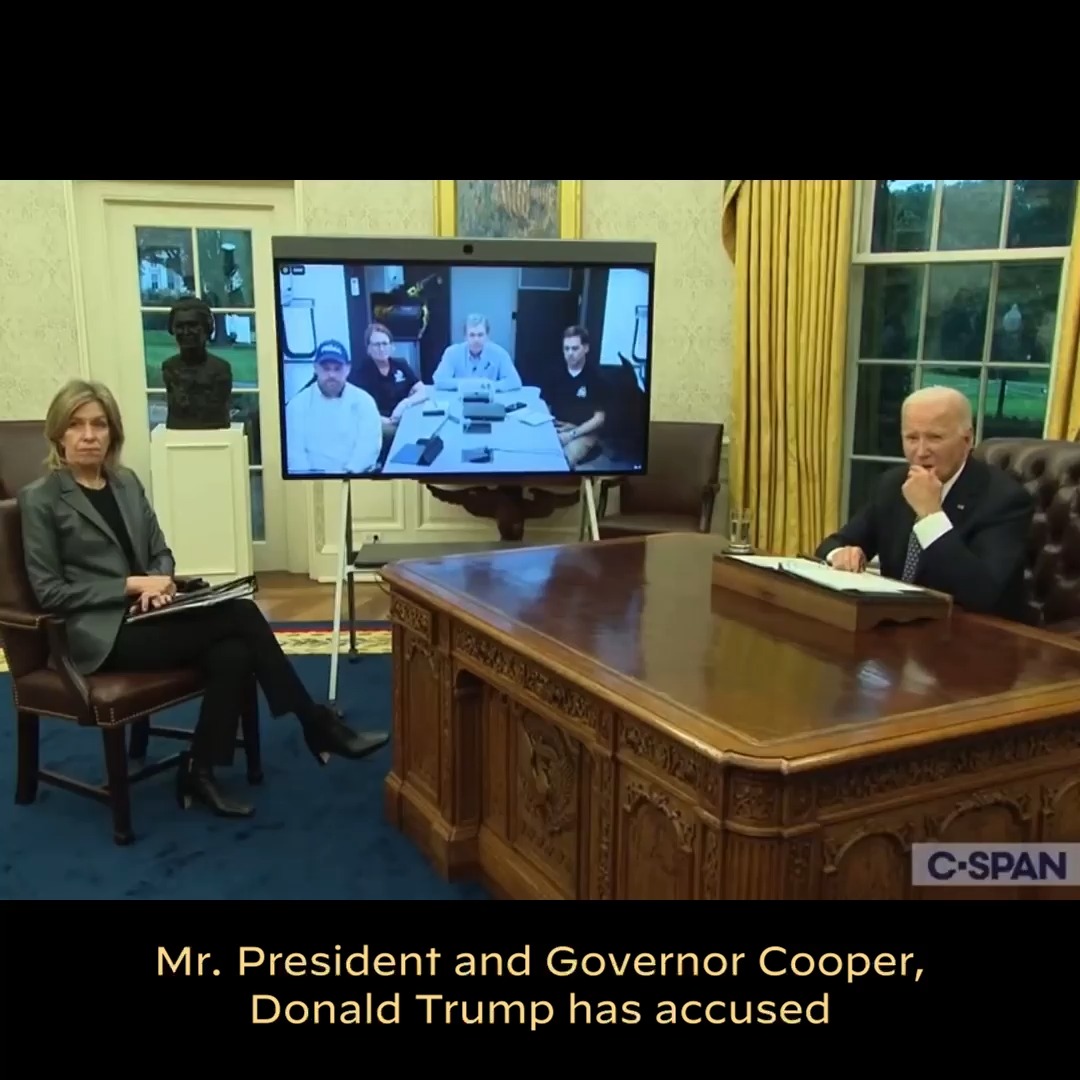 C-SPAN
Mr. President and Governor Cooper,
Donald Trump has accused